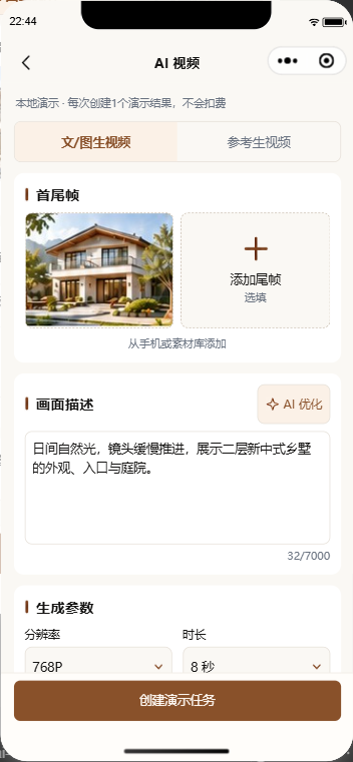 22:44
AI 视频
本地演示 · 每次创建1个演示结果，不会扣费
文/图生视频
参考生视频
首尾帧
添加尾帧
选填
从手机或素材库添加
画面描述
AI 优化
日间自然光，镜头缓慢推进，展示二层新中式乡墅
的外观、入口与庭院。
32/7000
生成参数
分辨率
时长
768P
8 秒
创建演示任务